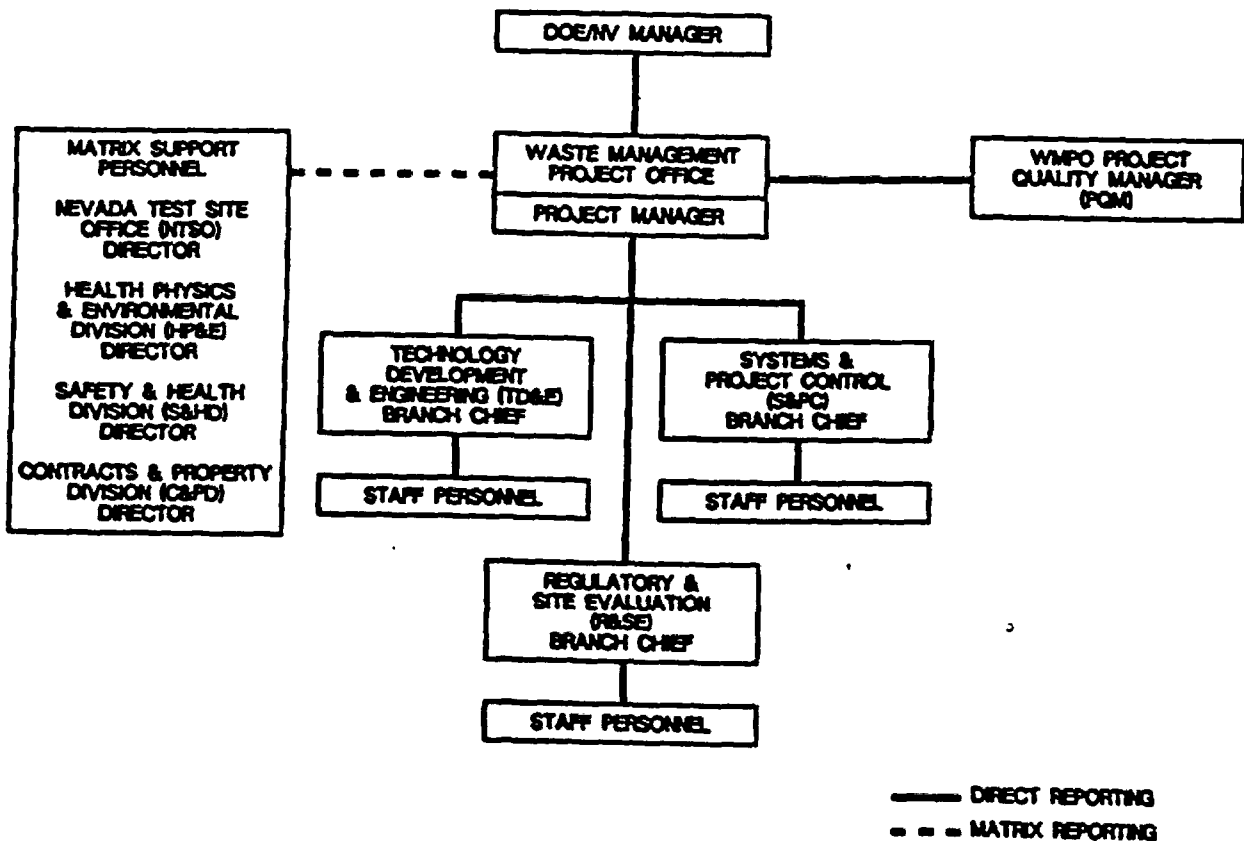 DOE/NV MANAGER
MATRIX SUPPORT
PERSONNEL
NEVADA TEST SITE
OFFICE (NTSO)
DIRECTOR
HEALTH PHYSICS
& ENVIRONMENTAL
DIVISION (HP&E)
DIRECTOR
SAFETY & HEALTH
DIVISION (S&HD)
DIRECTOR
CONTRACTS & PROPERTY
DIVISION (C&PD)
DIRECTOR
WASTE MANAGEMENT
PROJECT OFFICE
PROJECT MANAGER
WMPO PROJECT
QUALITY MANAGER
(PQM)
TECHNOLOGY
DEVELOPMENT
& ENGINEERING (TD&E)
BRANCH CHIEF
STAFF PERSONNEL
SYSTEMS &
PROJECT CONTROL
(S&PC)
BRANCH CHIEF
STAFF PERSONNEL
REGULATORY &
SITE EVALUATION
(R&SE)
BRANCH CHIEF
STAFF PERSONNEL
DIRECT REPORTING
MATRIX REPORTING